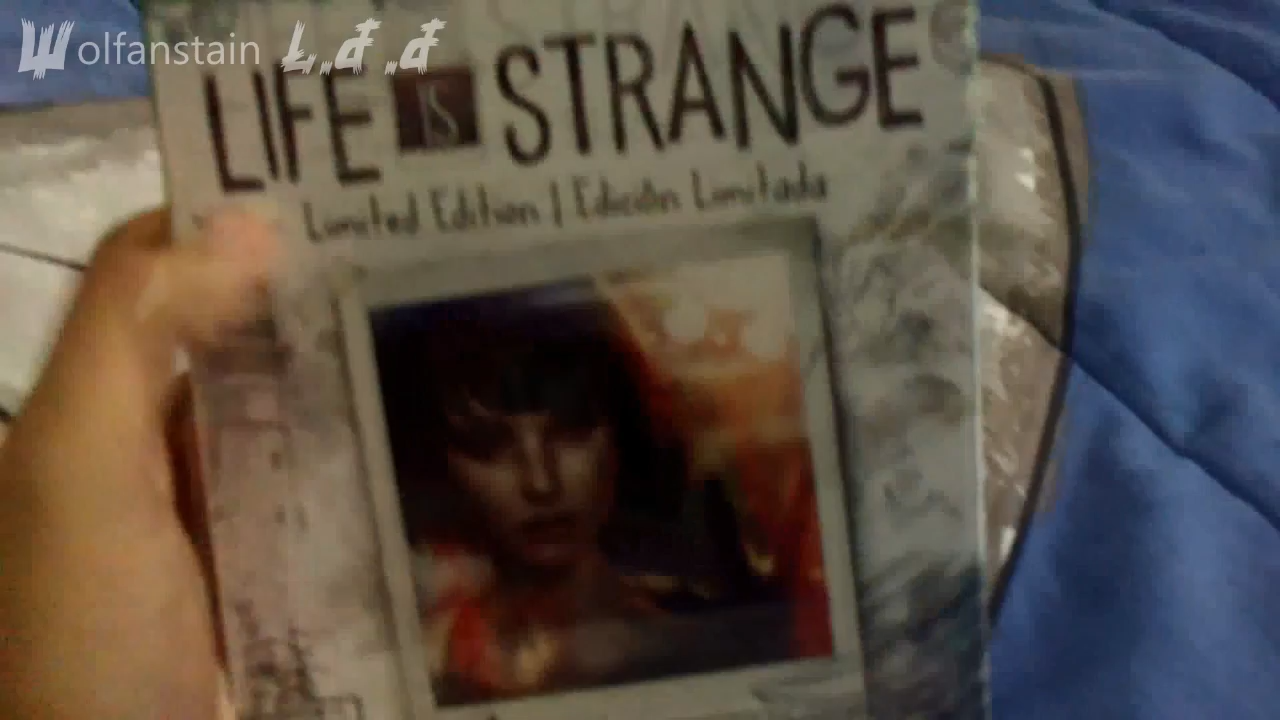 Wolfanstain L.d.d
LIFE IS STRANGE
Limited Edition | Edición Limitada